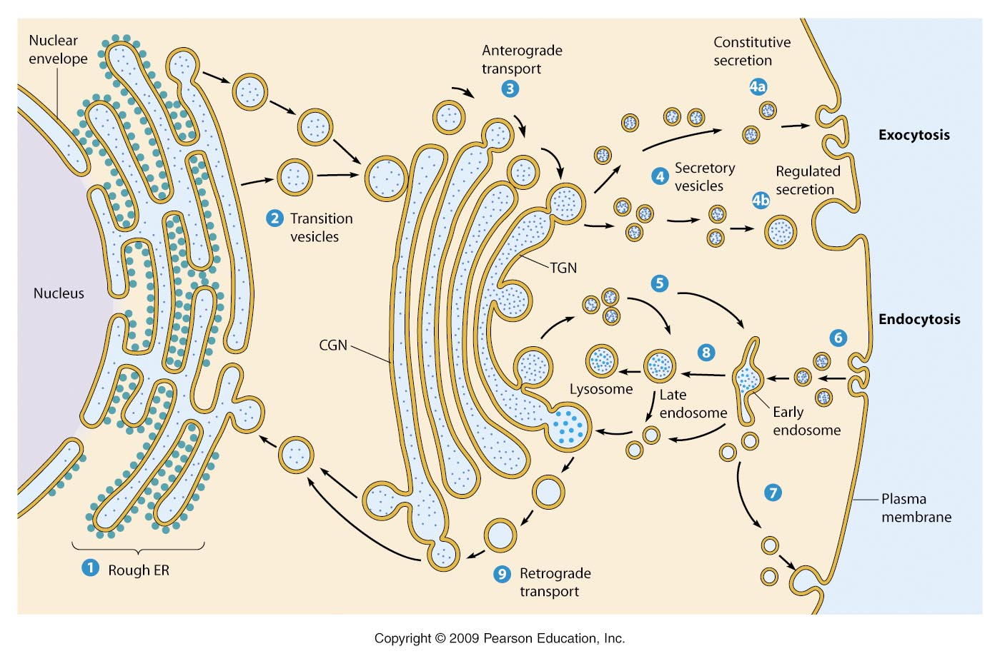 Nuclear
envelope
Anterograde
transport
3
Constitutive
secretion
4a
Exocytosis
4 Secretory
vesicles
Regulated
secretion
4b
2 Transition
vesicles
TGN
5
Nucleus
Endocytosis
6
CGN
8
Lysosome
Late
endosome
Early
endosome
7
Plasma
membrane
1 Rough ER
9 Retrograde
transport
Copyright © 2009 Pearson Education, Inc.